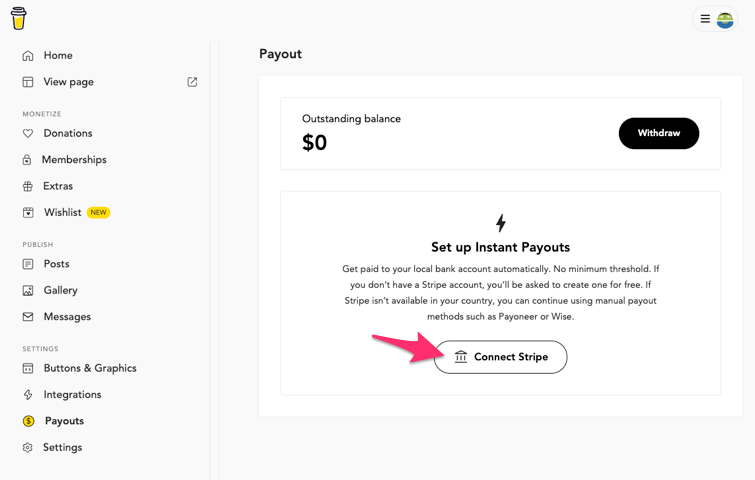 Home
View page
MONETIZE
Donations
Memberships
Extras
Wishlist NEW
PUBLISH
Posts
Gallery
Messages
SETTINGS
Buttons & Graphics
Integrations
$ Payouts
Settings
Payout
Outstanding balance
$0
Withdraw
Set up Instant Payouts
Get paid to your local bank account automatically. No minimum threshold. If
you don't have a Stripe account, you'll be asked to create one for free. If
Stripe isn't available in your country, you can continue using manual payout
methods such as Payoneer or Wise.
Connect Stripe